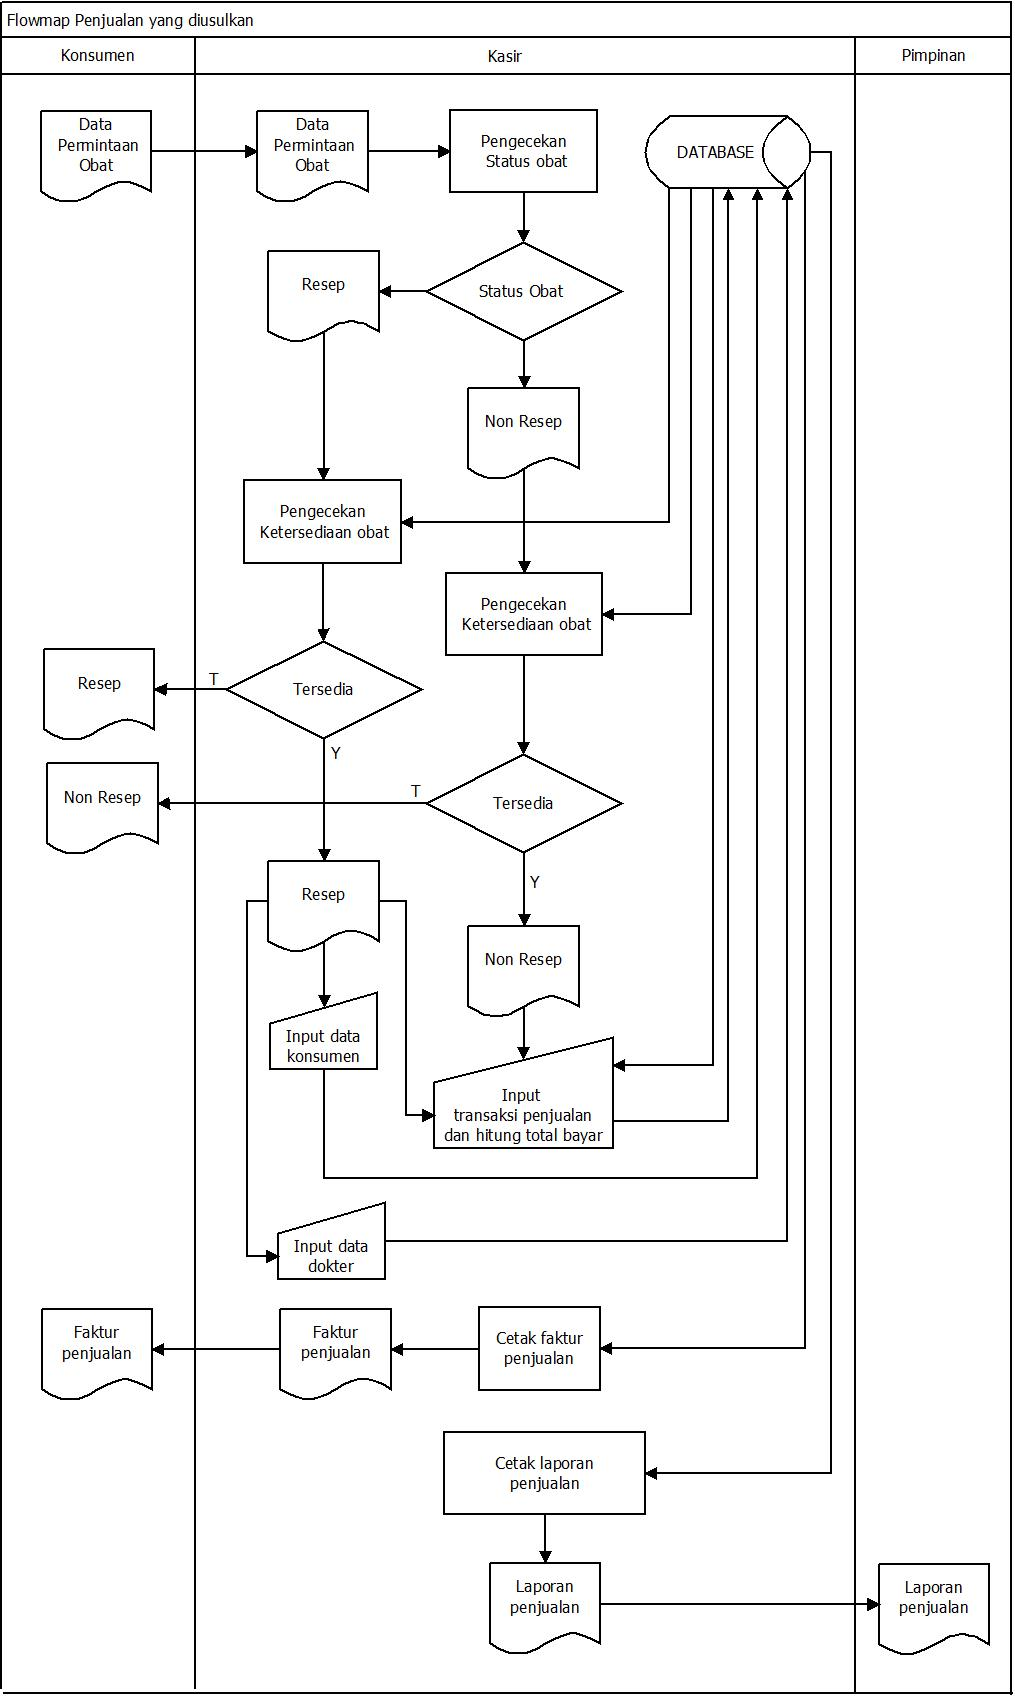 Flowmap Penjualan yang diusulkan
Konsumen
Kasir
Pimpinan
Data
Permintaan
Obat
Data
Permintaan
Obat
Pengecekan
Status obat
DATABASE
Resep
Status Obat
Non Resep
Pengecekan
Ketersediaan obat
Pengecekan
Ketersediaan obat
Resep
T
Tersedia
Y
Non Resep
T
Tersedia
Y
Resep
Non Resep
Input data
konsumen
Input
transaksi penjualan
dan hitung total bayar
Input data
dokter
Faktur
penjualan
Faktur
penjualan
Cetak faktur
penjualan
Cetak laporan
penjualan
Laporan
penjualan
Laporan
penjualan